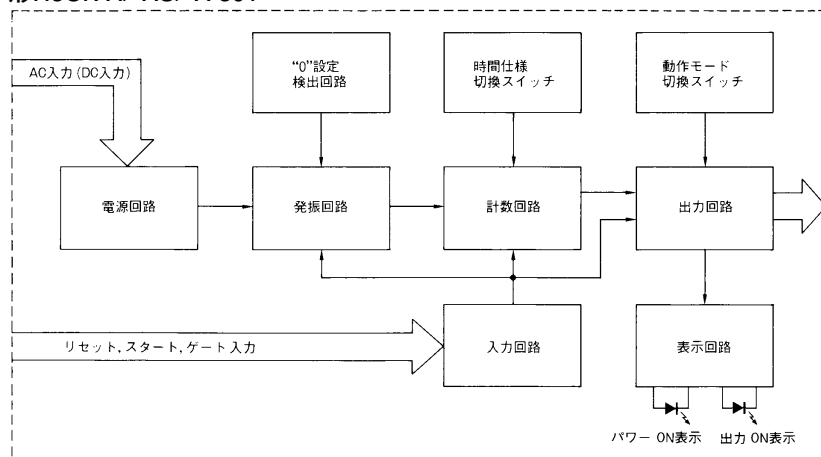 AC入力(DC入力)
“0”設定
検出回路
時間仕様
切換スイッチ
動作モード
切換スイッチ
電源回路
発振回路
計数回路
出力回路
リセット,スタート,ゲート入力
入力回路
表示回路
パワー ON表示
出力 ON表示